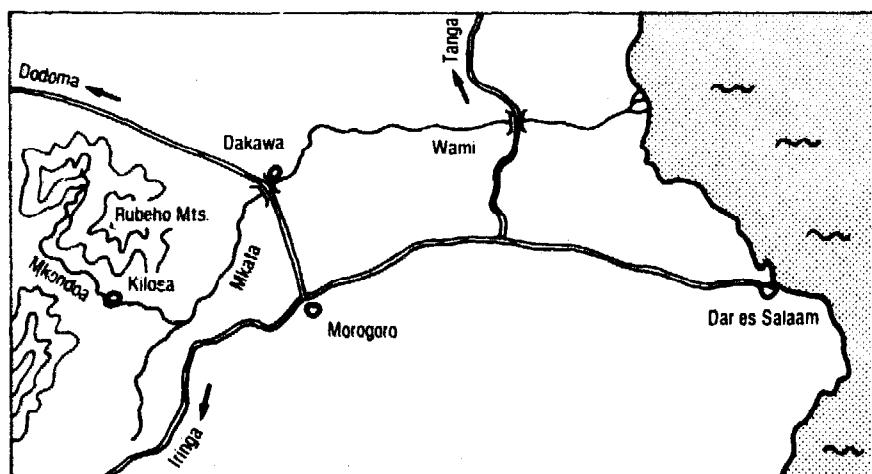 Tanga
Dodoma
Dakawa
Wami
Rubeho Mts.
Mkondoa
Kilosa
Mkata
Morogoro
Dar es Salaam
Iringa